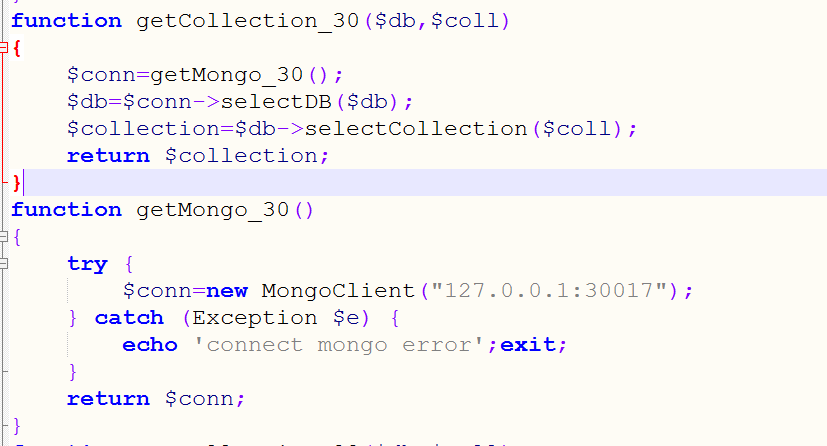 function getCollection_30($db,$coll)
{
$conn=getMongo_30();
$db=$conn->selectDB($db);
$collection=$db->selectCollection($coll);
return $collection;
}
function getMongo_30()
{
try {
$conn=new MongoClient("127.0.0.1:30017");
} catch (Exception $e) {
echo 'connect mongo error';exit;
}
return $conn;
}